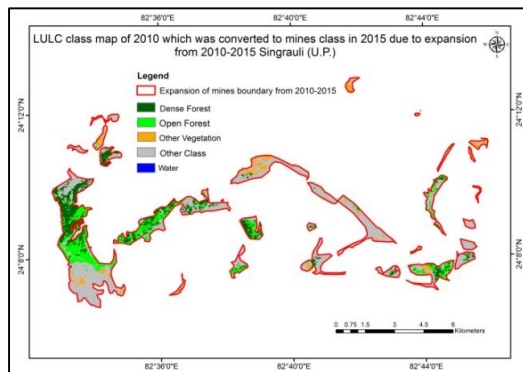 82°36'0"E 82°40'0"E 82°44'0"E
LULC class map of 2010 which was converted to mines class in 2015 due to expansion
from 2010-2015 Singrauli (U.P.)
Legend
Expansion of mines boundary from 2010-2015
Dense Forest
Open Forest
Other Vegetation
Other Class
Water
24°12'0"N 24°12'0"N
24°8'0"N 24°8'0"N
0 0.75 1.5 3 4.5 6
Kilometers
82°36'0"E 82°40'0"E 82°44'0"E